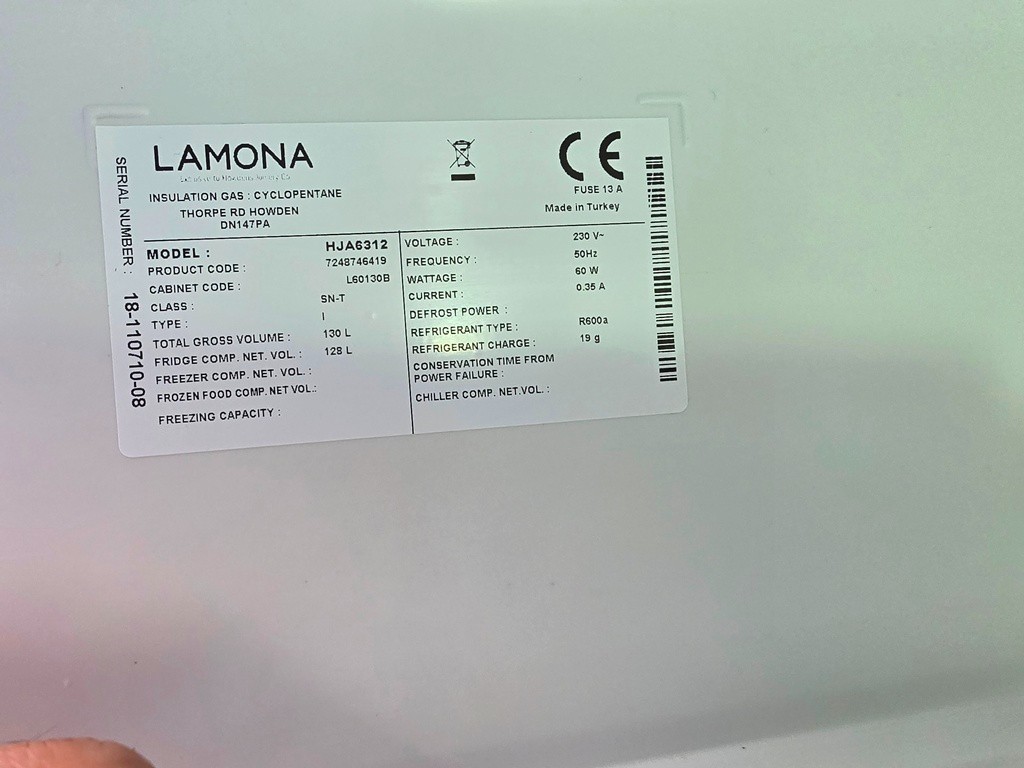 LAMONA
INSULATION GAS : CYCLOPENTANE
THORPE RD HOWDEN
DN147PA
CE
FUSE 13 A
Made in Turkey
SERIAL NUMBER : 18-110710-08
MODEL : HJA6312
PRODUCT CODE : 7248746419
CABINET CODE : L60130B
CLASS : SN-T
TYPE : I
TOTAL GROSS VOLUME : 130 L
FRIDGE COMP. NET. VOL. : 128 L
FREEZER COMP. NET. VOL. :
FROZEN FOOD COMP. NET VOL.:
FREEZING CAPACITY :
VOLTAGE : 230 V~
FREQUENCY : 50Hz
WATTAGE : 60 W
CURRENT : 0.35 A
DEFROST POWER :
REFRIGERANT TYPE : R600a
REFRIGERANT CHARGE : 19 g
CONSERVATION TIME FROM
POWER FAILURE :
CHILLER COMP. NET.VOL. :